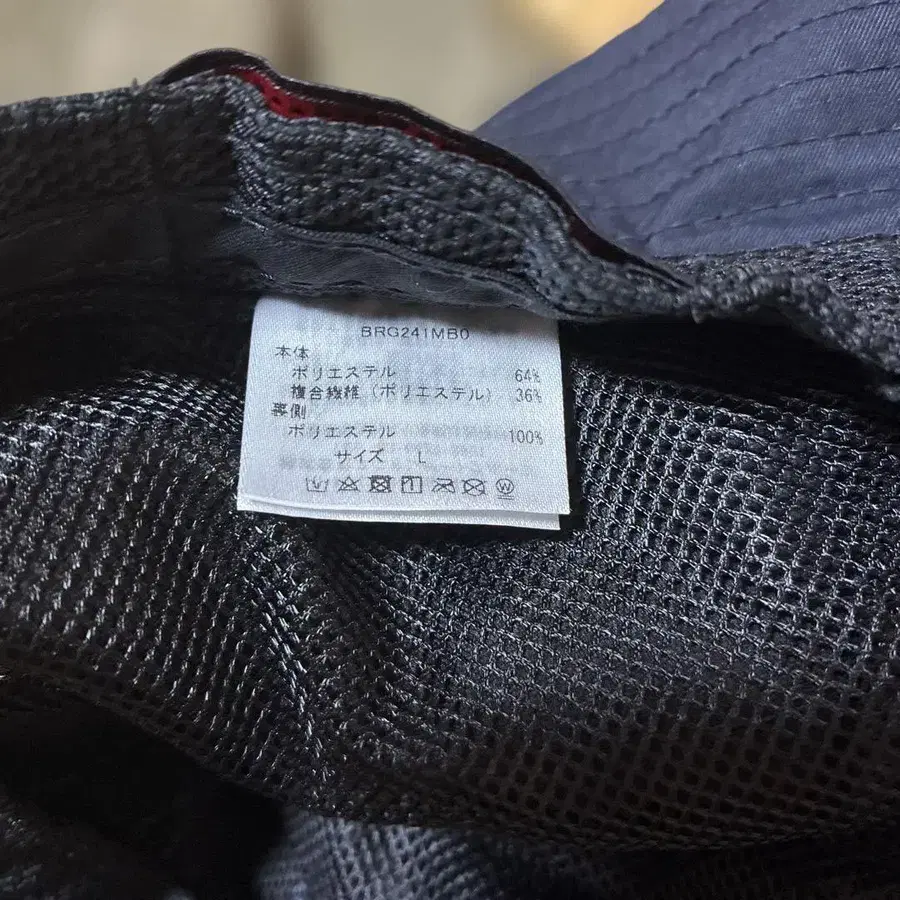 BRG241MB0
本体
ポリエステル 64%
複合繊維 (ポリエステル) 36%
裏側
ポリエステル 100%
サイズ L
W